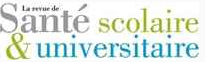 La revue de
Santé scolaire
& universitaire